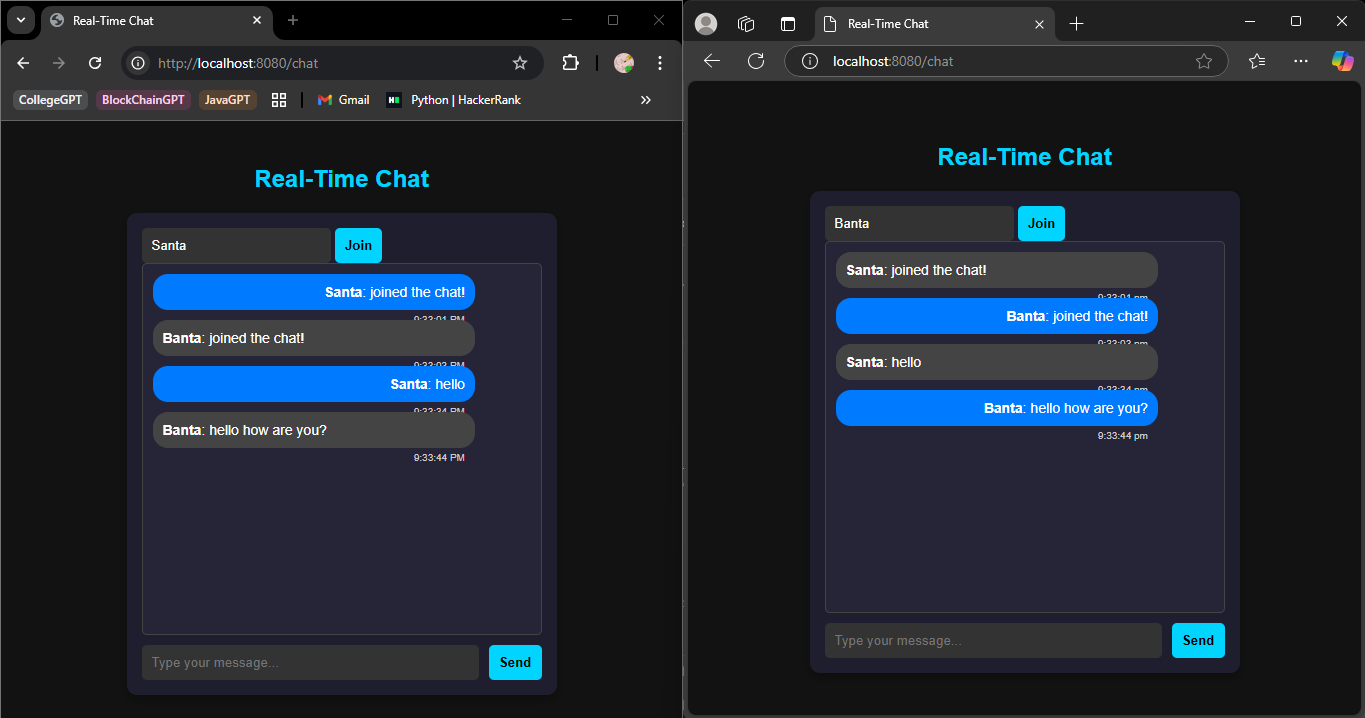 Real-Time Chat
http://localhost:8080/chat
CollegeGPT BlockChainGPT JavaGPT Gmail Python | HackerRank
Real-Time Chat
Santa Join
Santa: joined the chat!
9:33:01 PM
Banta: joined the chat!
9:33:03 PM
Santa: hello
9:33:34 PM
Banta: hello how are you?
9:33:44 PM
Type your message... Send
Real-Time Chat
localhost:8080/chat
Real-Time Chat
Banta Join
Santa: joined the chat!
9:33:01 pm
Banta: joined the chat!
9:33:03 pm
Santa: hello
9:33:34 pm
Banta: hello how are you?
9:33:44 pm
Type your message... Send